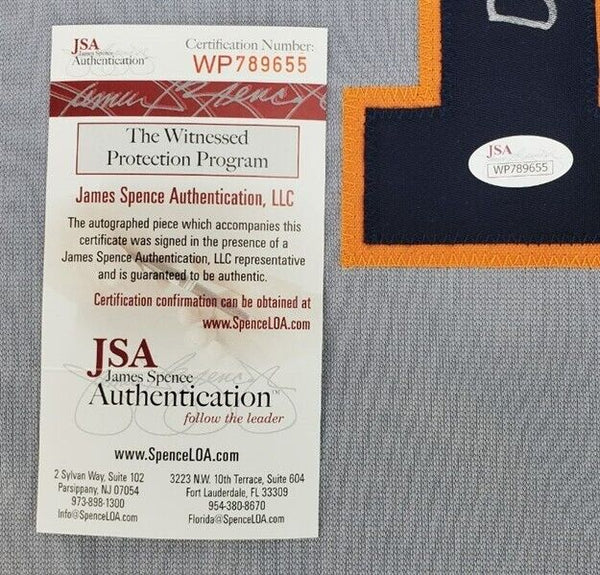 JSA
James Spence
Authentication™
Certification Number:
WP789655
James Spence
The Witnessed
Protection Program
James Spence Authentication, LLC
The autographed piece which accompanies this
certificate was signed in the presence of a
James Spence Authentication, LLC representative
and is guaranteed to be authentic.
Certification confirmation can be obtained at
www.SpenceLOA.com
JSA
James Spence
Authentication™
follow the leader
www.SpenceLOA.com
2 Sylvan Way, Suite 102
Parsippany, NJ 07054
973-898-1300
Info@SpenceLOA.com
3223 N.W. 10th Terrace, Suite 604
Fort Lauderdale, FL 33309
954-380-8670
Florida@SpenceLOA.com
D
JSA
WP789655